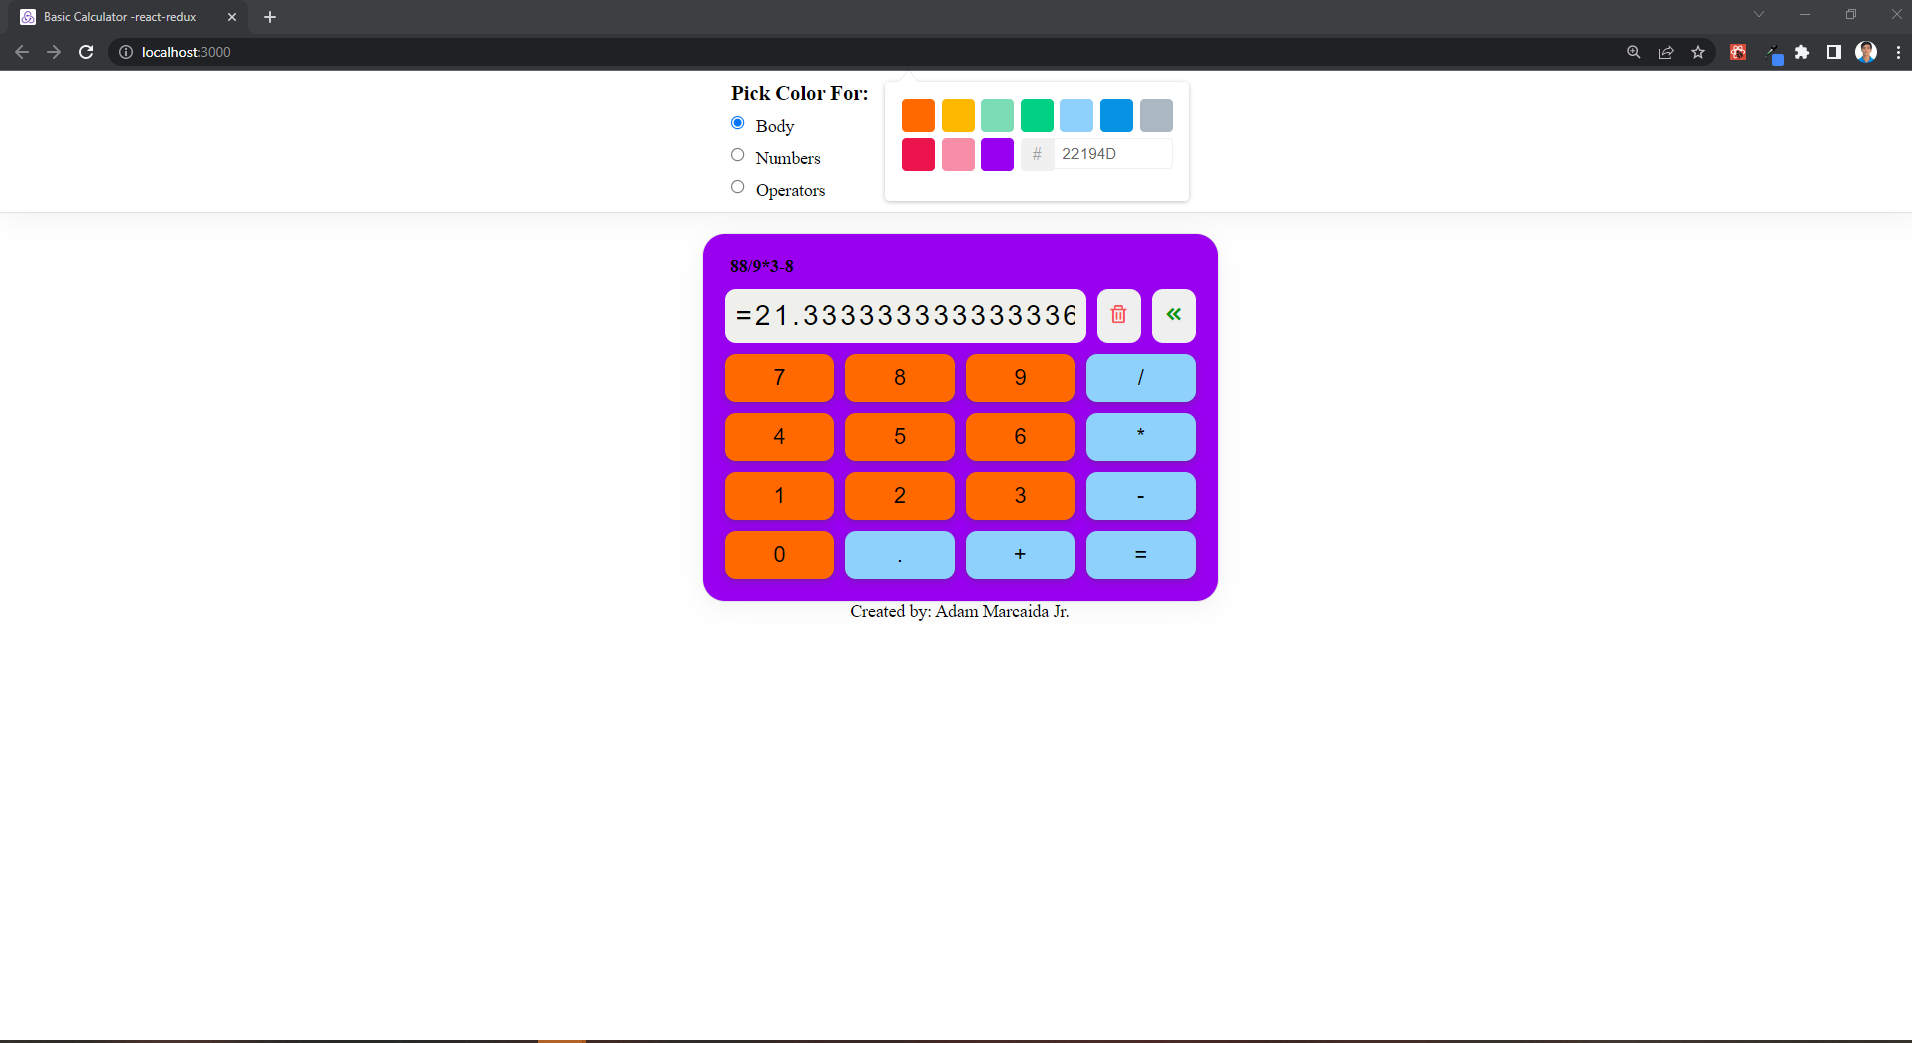 Basic Calculator -react-redux
localhost:3000
Pick Color For:
Body
Numbers
Operators
# 22194D
88/9*3-8
=21.333333333333336
7 8 9 /
4 5 6 *
1 2 3 -
0 . + =
Created by: Adam Marcaida Jr.